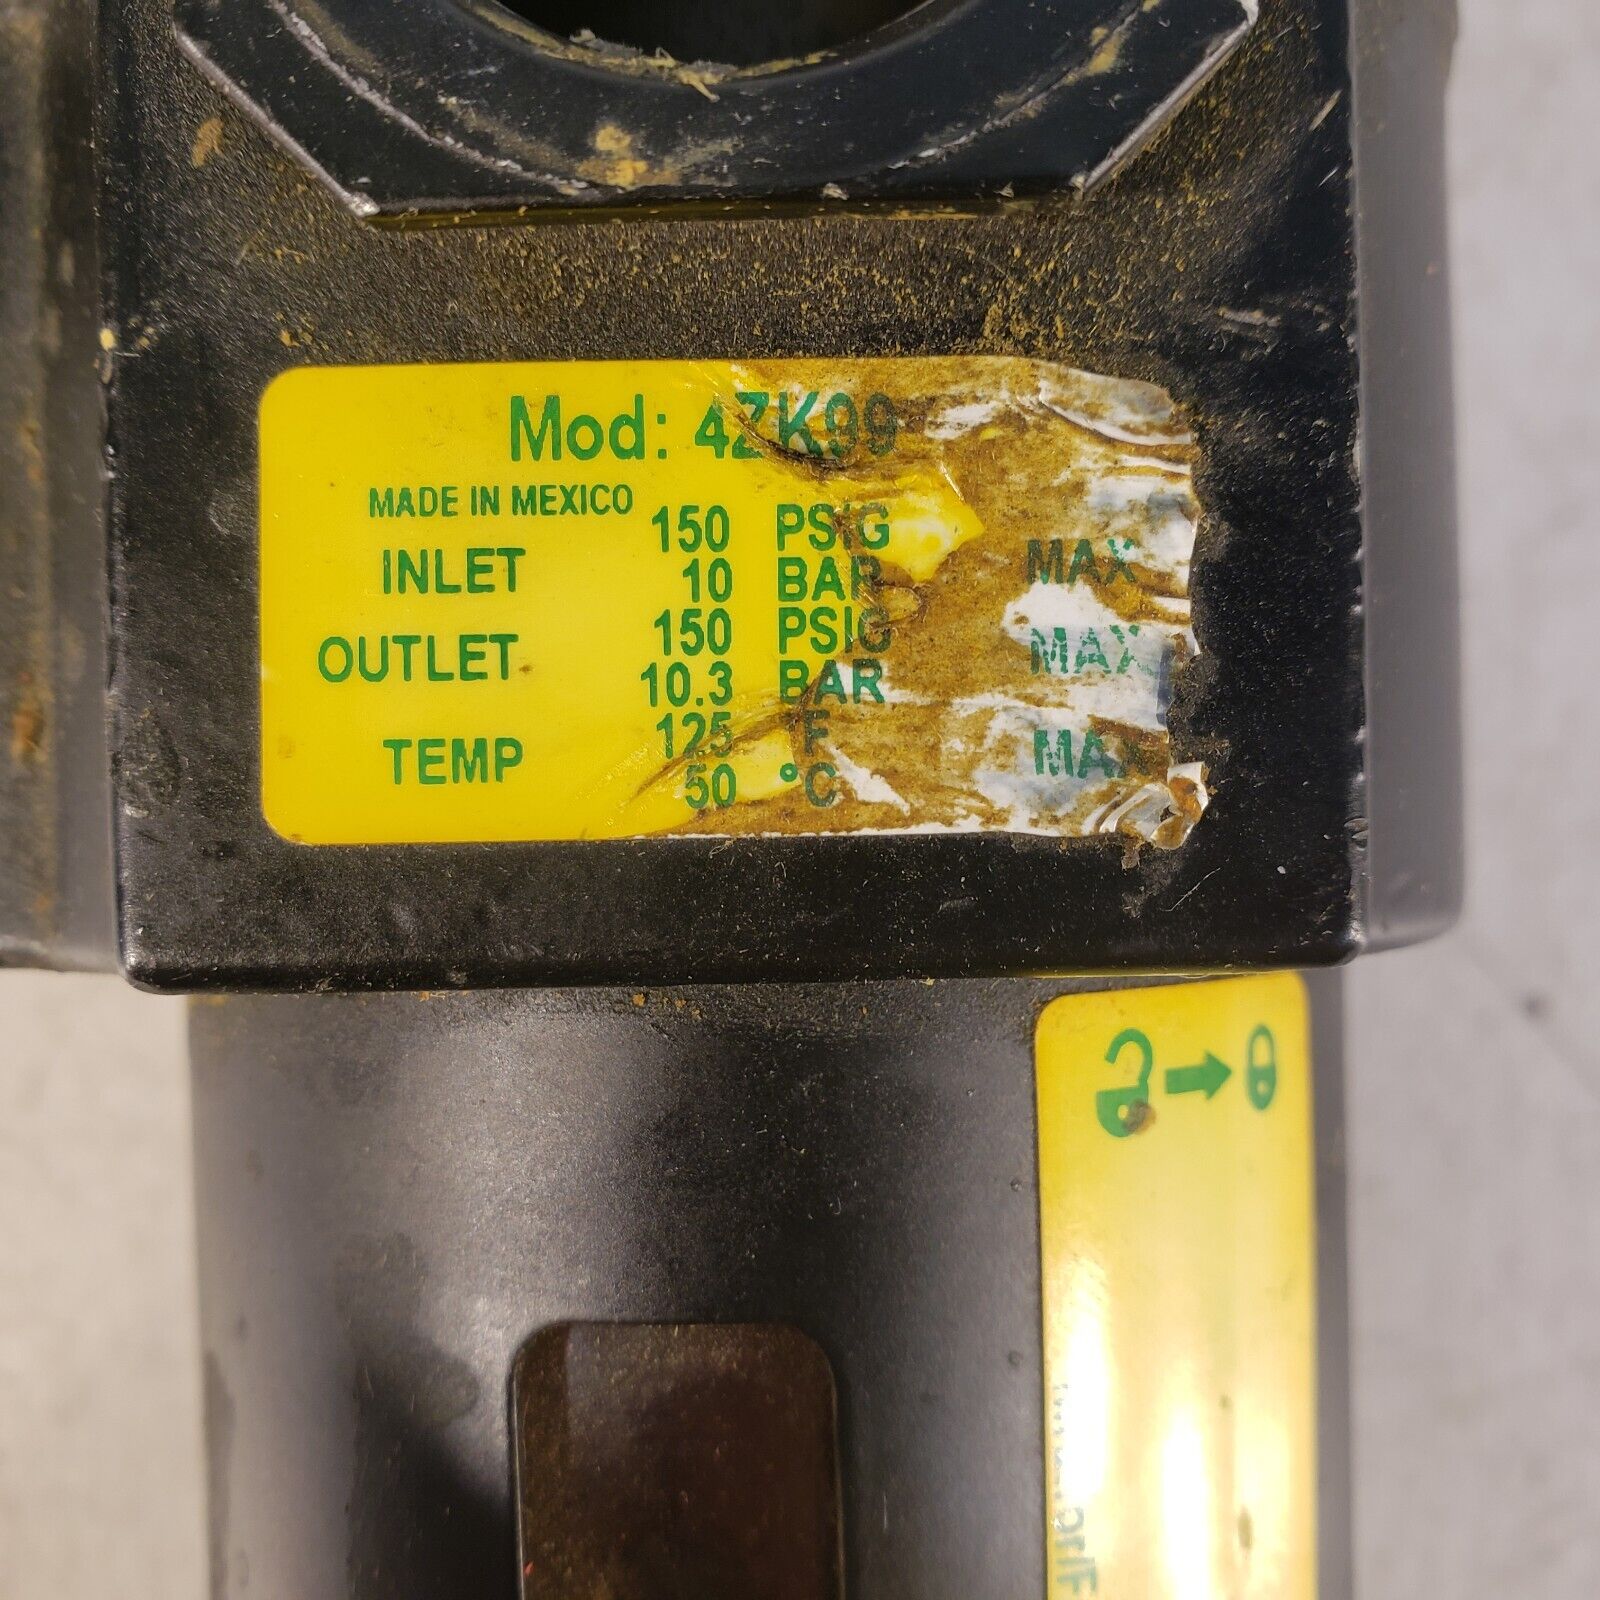 Mod: 4ZK99
MADE IN MEXICO
150 PSIG
INLET 10 BAR MAX
150 PSIG
OUTLET 10.3 BAR MAX
125 F
TEMP 50 °C MAX